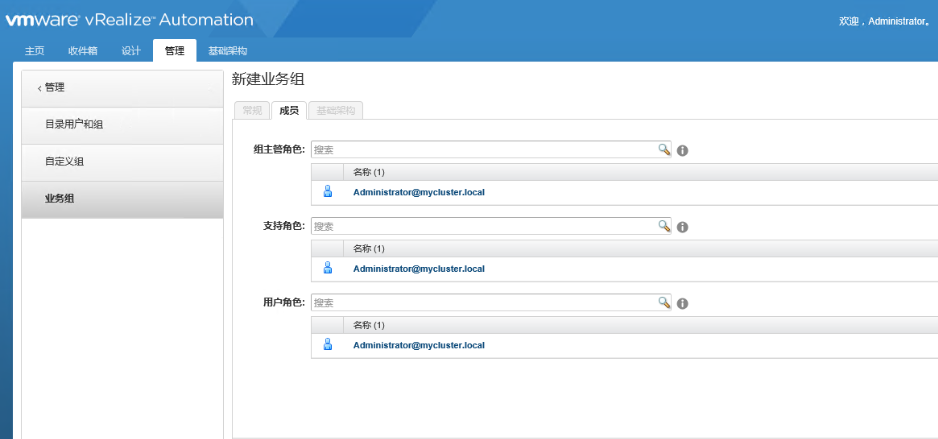 vmware vRealize Automation
欢迎，Administrator。
主页 收件箱 设计 管理 基础架构
管理
目录用户和组
自定义组
业务组
新建业务组
常规 成员 基础架构
组主管角色: 搜索
名称 (1)
Administrator@mycluster.local
支持角色: 搜索
名称 (1)
Administrator@mycluster.local
用户角色: 搜索
名称 (1)
Administrator@mycluster.local